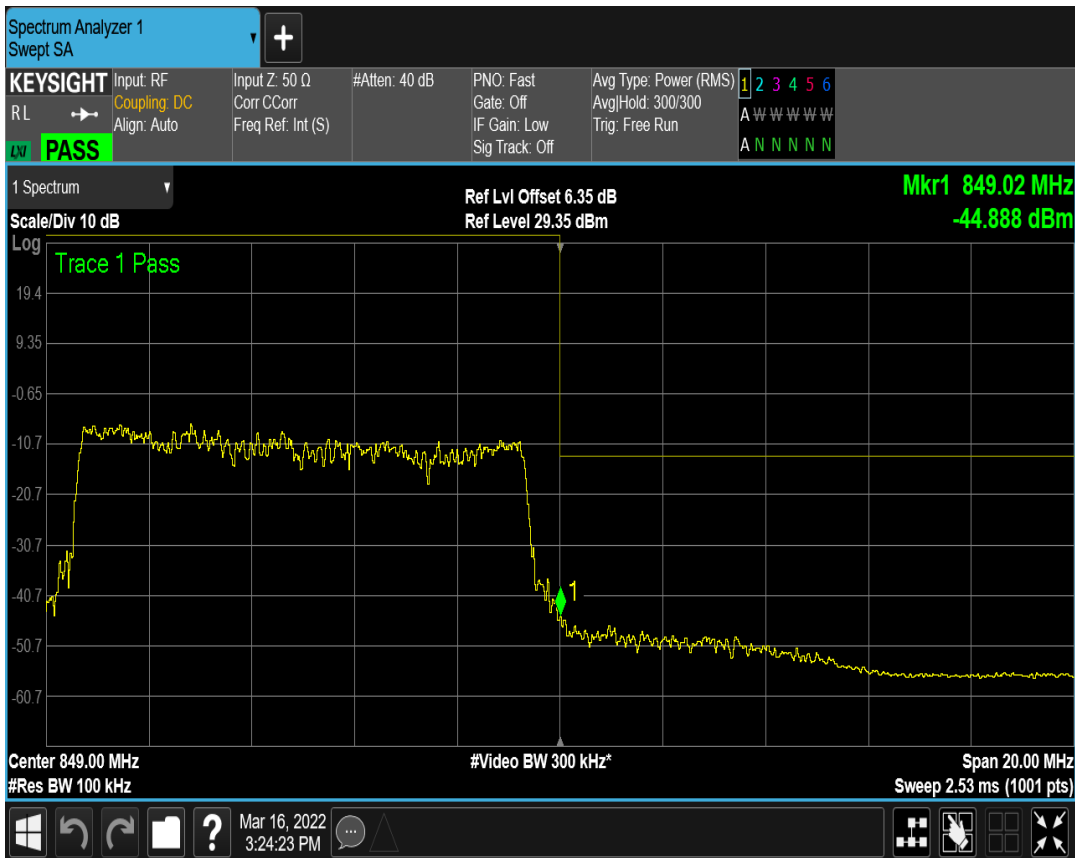 Spectrum Analyzer 1
Swept SA
+
KEYSIGHT
RL
LXI PASS
Input: RF
Coupling: DC
Align: Auto
Input Z: 50 Ω
Corr CCorr
Freq Ref: Int (S)
#Atten: 40 dB
PNO: Fast
Gate: Off
IF Gain: Low
Sig Track: Off
Avg Type: Power (RMS)
Avg|Hold: 300/300
Trig: Free Run
1 2 3 4 5 6
A W W W W W
A N N N N N
1 Spectrum
Scale/Div 10 dB
Ref Lvl Offset 6.35 dB
Ref Level 29.35 dBm
Mkr1 849.02 MHz
-44.888 dBm
Log
Trace 1 Pass
19.4
9.35
-0.65
-10.7
-20.7
-30.7
-40.7
-50.7
-60.7
1
Center 849.00 MHz
#Res BW 100 kHz
#Video BW 300 kHz*
Span 20.00 MHz
Sweep 2.53 ms (1001 pts)
?
Mar 16, 2022
3:24:23 PM